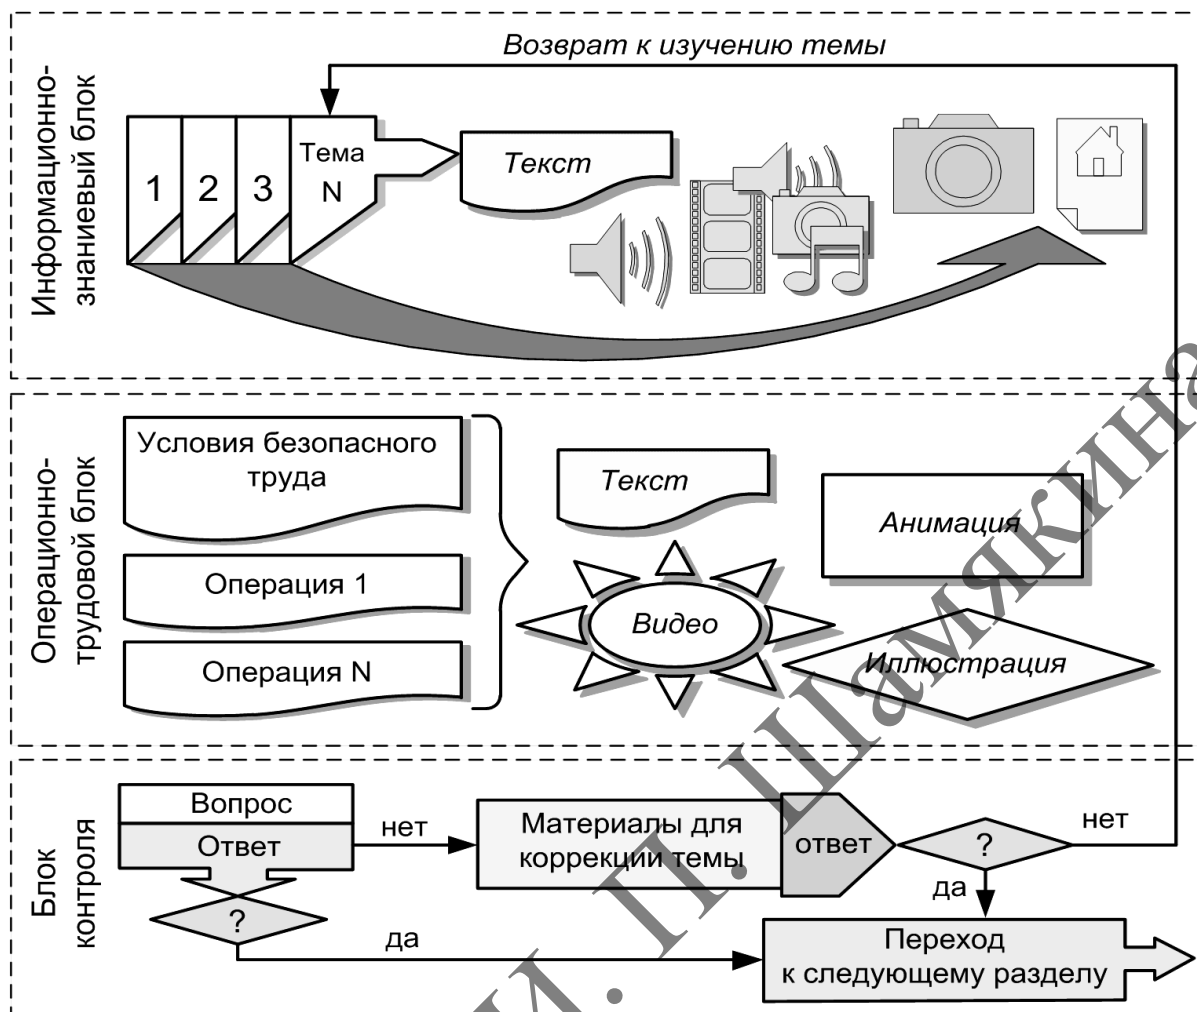 Возврат к изучению темы
Информационно-
знаниевый блок
1
2
3
Тема
N
Текст
Операционно-
трудовой блок
Условия безопасного
труда
Операция 1
Операция N
Текст
Анимация
Видео
Иллюстрация
Блок
контроля
Вопрос
Ответ
?
нет
да
Материалы для
коррекции темы
ответ
?
нет
да
Переход
к следующему разделу
И. П. Шамякина